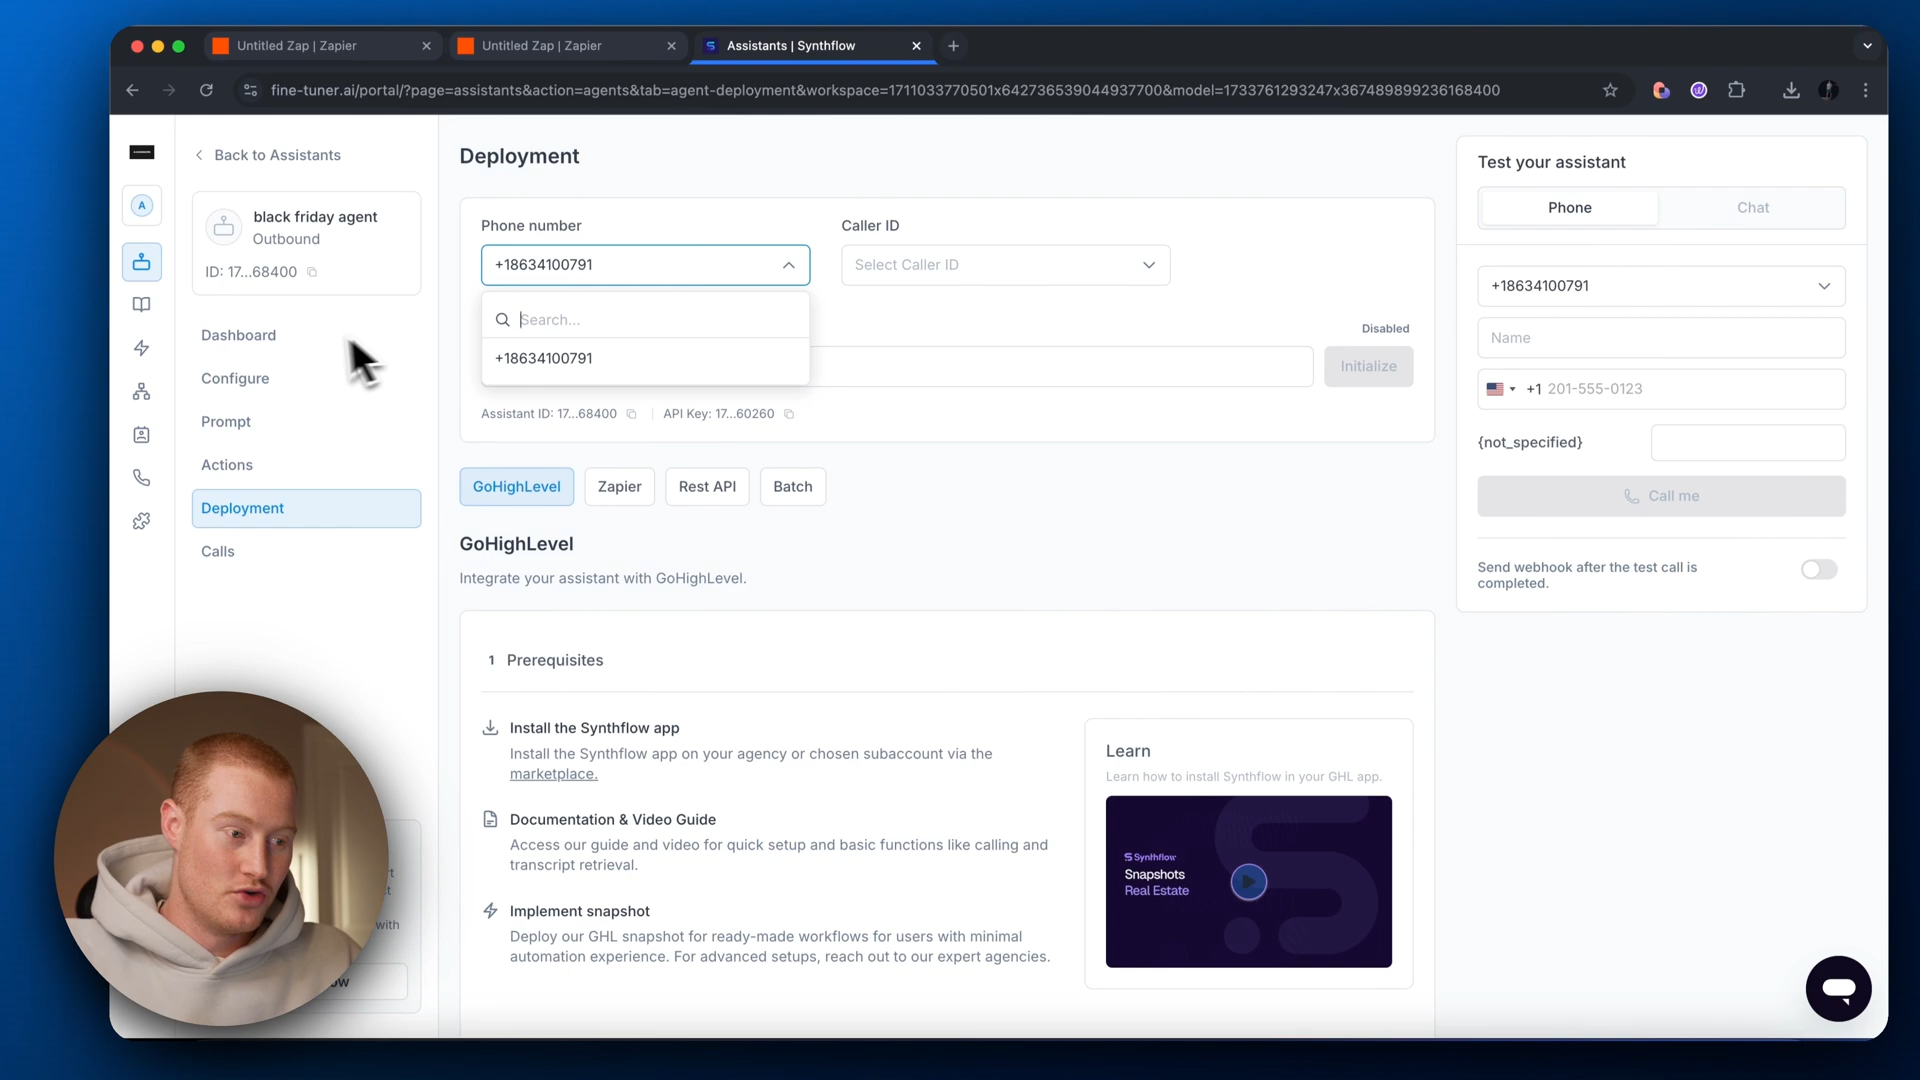 Untitled Zap | Zapier
Untitled Zap | Zapier
Assistants | Synthflow
fine-tuner.ai/portal/?page=assistants&action=agents&tab=agent-deployment&workspace=1711033770501x642736539044937700&model=1733761293247x367489899236168400
Back to Assistants
A
black friday agent
Outbound
ID: 17...68400
Dashboard
Configure
Prompt
Actions
Deployment
Calls
with
Deployment
Phone number
Caller ID
+18634100791
Select Caller ID
Search...
+18634100791
Disabled
Initialize
Assistant ID: 17...68400
API Key: 17...60260
GoHighLevel
Zapier
Rest API
Batch
GoHighLevel
Integrate your assistant with GoHighLevel.
1 Prerequisites
Install the Synthflow app
Install the Synthflow app on your agency or chosen subaccount via the
marketplace.
Documentation & Video Guide
Access our guide and video for quick setup and basic functions like calling and
transcript retrieval.
Implement snapshot
Deploy our GHL snapshot for ready-made workflows for users with minimal
automation experience. For advanced setups, reach out to our expert agencies.
Learn
Learn how to install Synthflow in your GHL app.
Synthflow
Snapshots
Real Estate
Test your assistant
Phone
Chat
+18634100791
Name
+1 201-555-0123
{not_specified}
Call me
Send webhook after the test call is
completed.